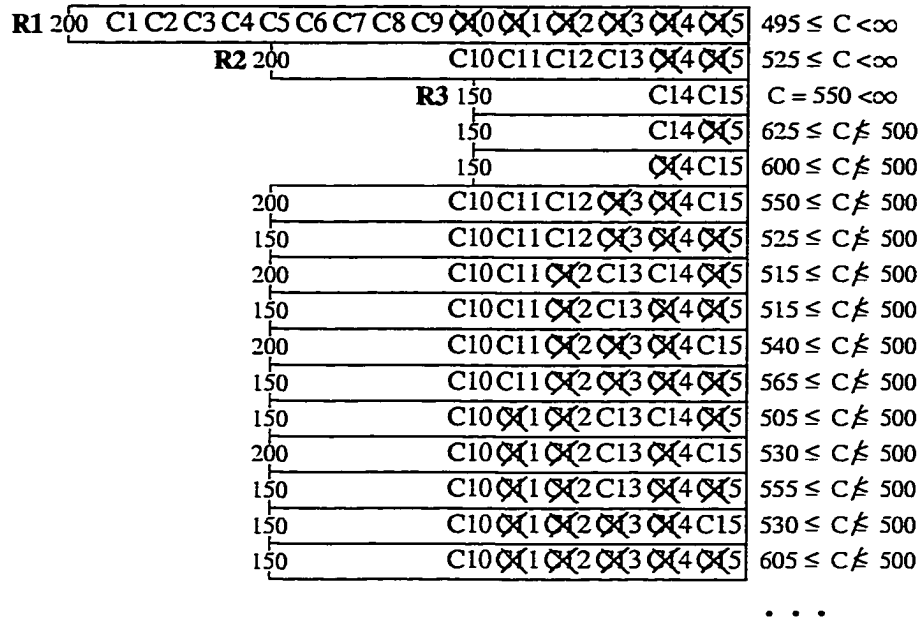 R1 200 C1 C2 C3 C4 C5 C6 C7 C8 C9 C10 C11 C12 C13 C14 C15 495 ≤ C <∞
R2 200 C10 C11 C12 C13 C14 C15 525 ≤ C <∞
R3 150 C14 C15 C = 550 <∞
150 C14 C15 625 ≤ C ≰ 500
150 C14 C15 600 ≤ C ≰ 500
200 C10 C11 C12 C13 C14 C15 550 ≤ C ≰ 500
150 C10 C11 C12 C13 C14 C15 525 ≤ C ≰ 500
200 C10 C11 C12 C13 C14 C15 515 ≤ C ≰ 500
150 C10 C11 C12 C13 C14 C15 515 ≤ C ≰ 500
200 C10 C11 C12 C13 C14 C15 540 ≤ C ≰ 500
150 C10 C11 C12 C13 C14 C15 565 ≤ C ≰ 500
150 C10 C11 C12 C13 C14 C15 505 ≤ C ≰ 500
200 C10 C11 C12 C13 C14 C15 530 ≤ C ≰ 500
150 C10 C11 C12 C13 C14 C15 555 ≤ C ≰ 500
150 C10 C11 C12 C13 C14 C15 530 ≤ C ≰ 500
150 C10 C11 C12 C13 C14 C15 605 ≤ C ≰ 500
. . .